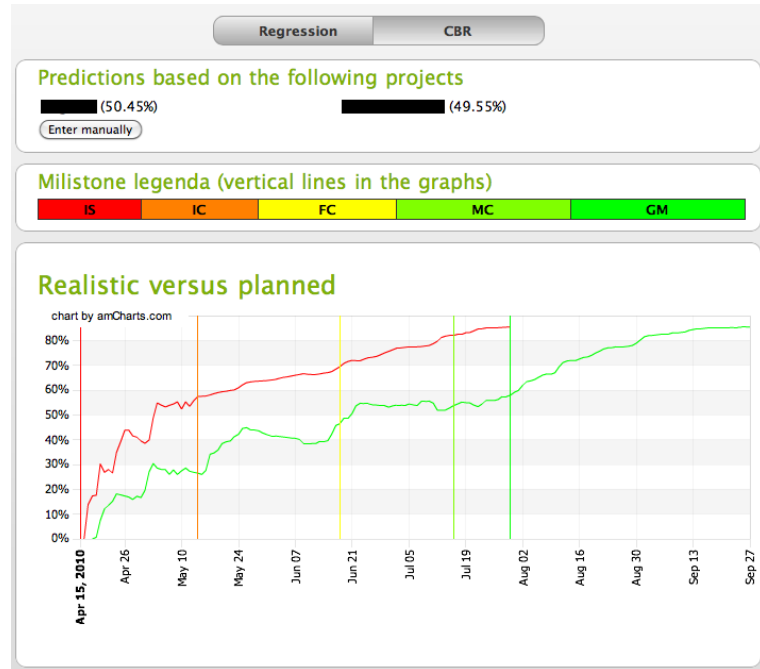 Regression CBR
Predictions based on the following projects
(50.45%) (49.55%)
Enter manually
Milistone legenda (vertical lines in the graphs)
IS IC FC MC GM
Realistic versus planned
chart by amCharts.com
80%
70%
60%
50%
40%
30%
20%
10%
0%
Apr 15, 2010 Apr 26 May 10 May 24 Jun 07 Jun 21 Jul 05 Jul 19 Aug 02 Aug 16 Aug 30 Sep 13 Sep 27